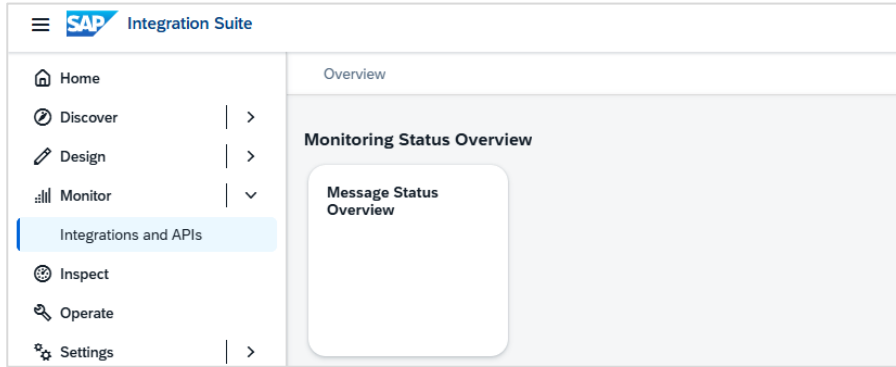 SAP Integration Suite
Home
Discover
Design
Monitor
Integrations and APIs
Inspect
Operate
Settings
Overview
Monitoring Status Overview
Message Status
Overview